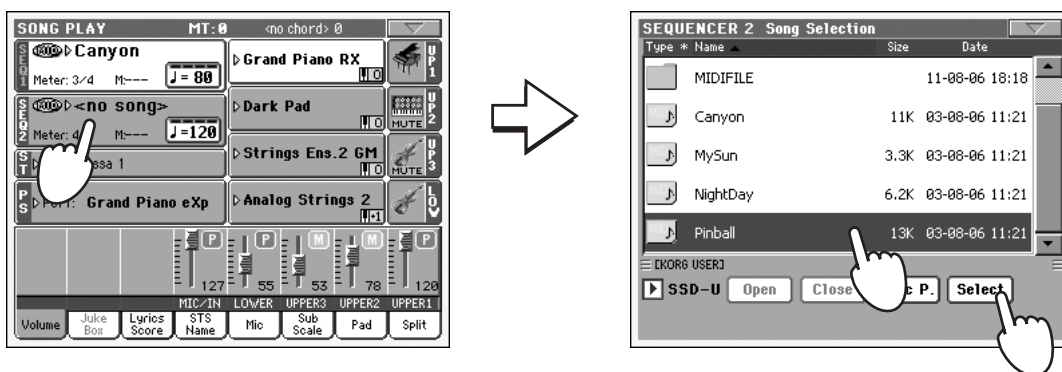 SONG PLAY MT:0 <no chord> 0
SEQ1
Canyon
Meter: 3/4 M:---
♩= 80
Grand Piano RX
0
UP1
SEQ2
<no song>
Meter: 4 M:---
♩=120
Dark Pad
0
MUTE
UP2
ST
ssa 1
Strings Ens.2 GM
0
MUTE
UP3
PS
Grand Piano eXp
Analog Strings 2
+1
LOW
P P M M P
127 55 53 78 120
MIC/IN LOWER UPPER3 UPPER2 UPPER1
Volume
Juke Box
Lyrics Score
STS Name
Mic
Sub Scale
Pad
Split
SEQUENCER 2 Song Selection
Type * Name Size Date
MIDIFILE 11-08-06 18:18
Canyon 11K 03-08-06 11:21
MySun 3.3K 03-08-06 11:21
NightDay 6.2K 03-08-06 11:21
Pinball 13K 03-08-06 11:21
[KORG USER]
SSD-U Open Close c P. Select